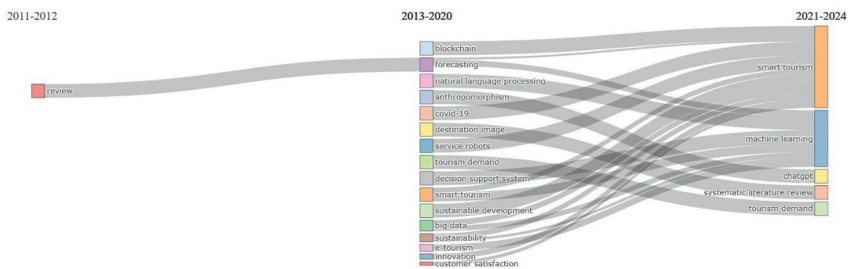 2011-2012
2013-2020
2021-2024
review
blockchain
forecasting
natural language processing
anthropomorphism
covid-19
destination image
service robots
tourism demand
decision support system
smart tourism
sustainable development
big data
sustainability
e-tourism
innovation
customer satisfaction
smart tourism
machine learning
chatgpt
systematic literature review
tourism demand